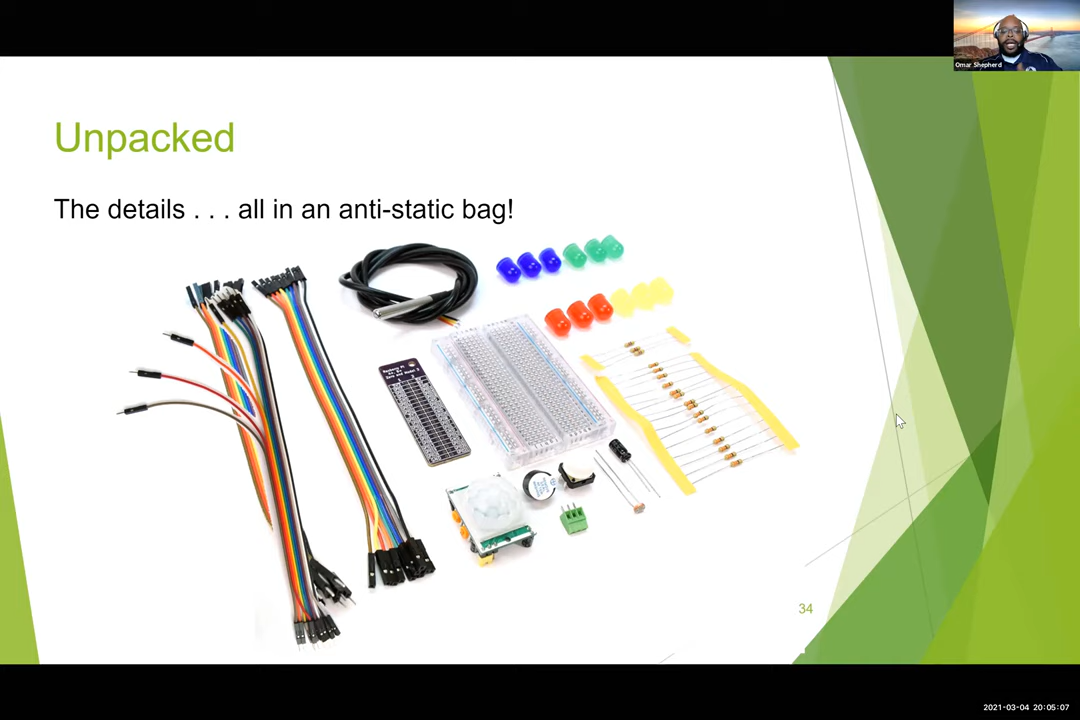 Omar Shepherd
Unpacked
The details . . . all in an anti-static bag!
34
2021-03-04 20:05:07